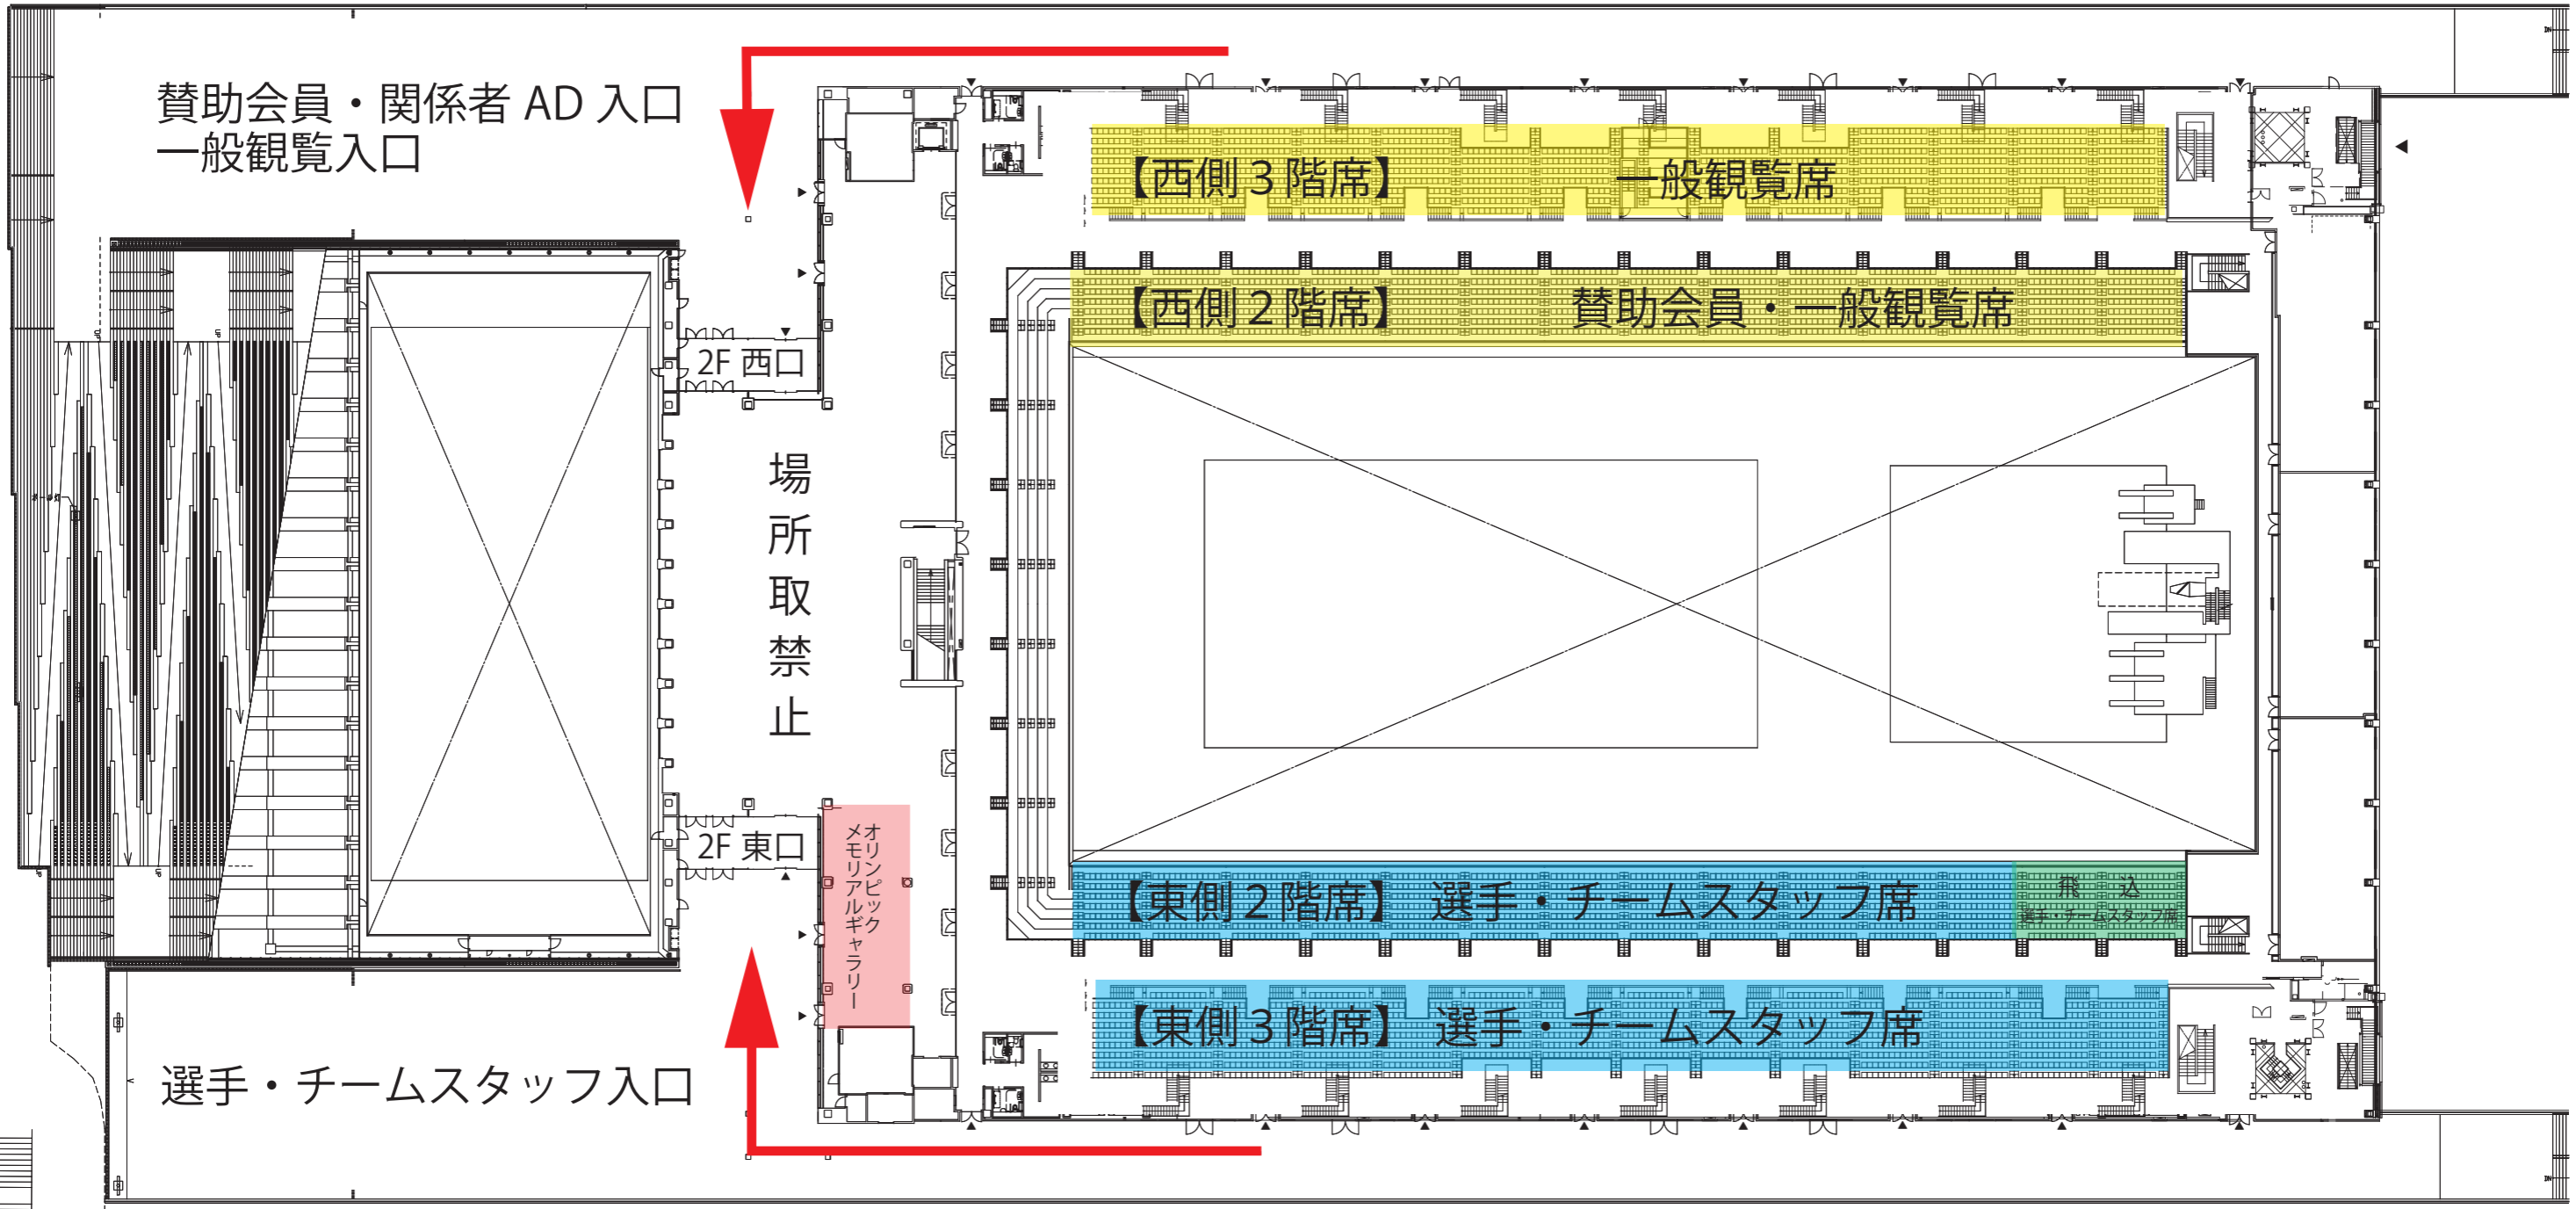 賛助会員・関係者 AD 入口
一般観覧入口
【西側３階席】 一般観覧席
【西側２階席】 賛助会員・一般観覧席
2F 西口
場所取禁止
2F 東口
オリンピック
メモリアルギャラリー
【東側２階席】 選手・チームスタッフ席
飛 込
選手・チームスタッフ席
【東側３階席】 選手・チームスタッフ席
選手・チームスタッフ入口